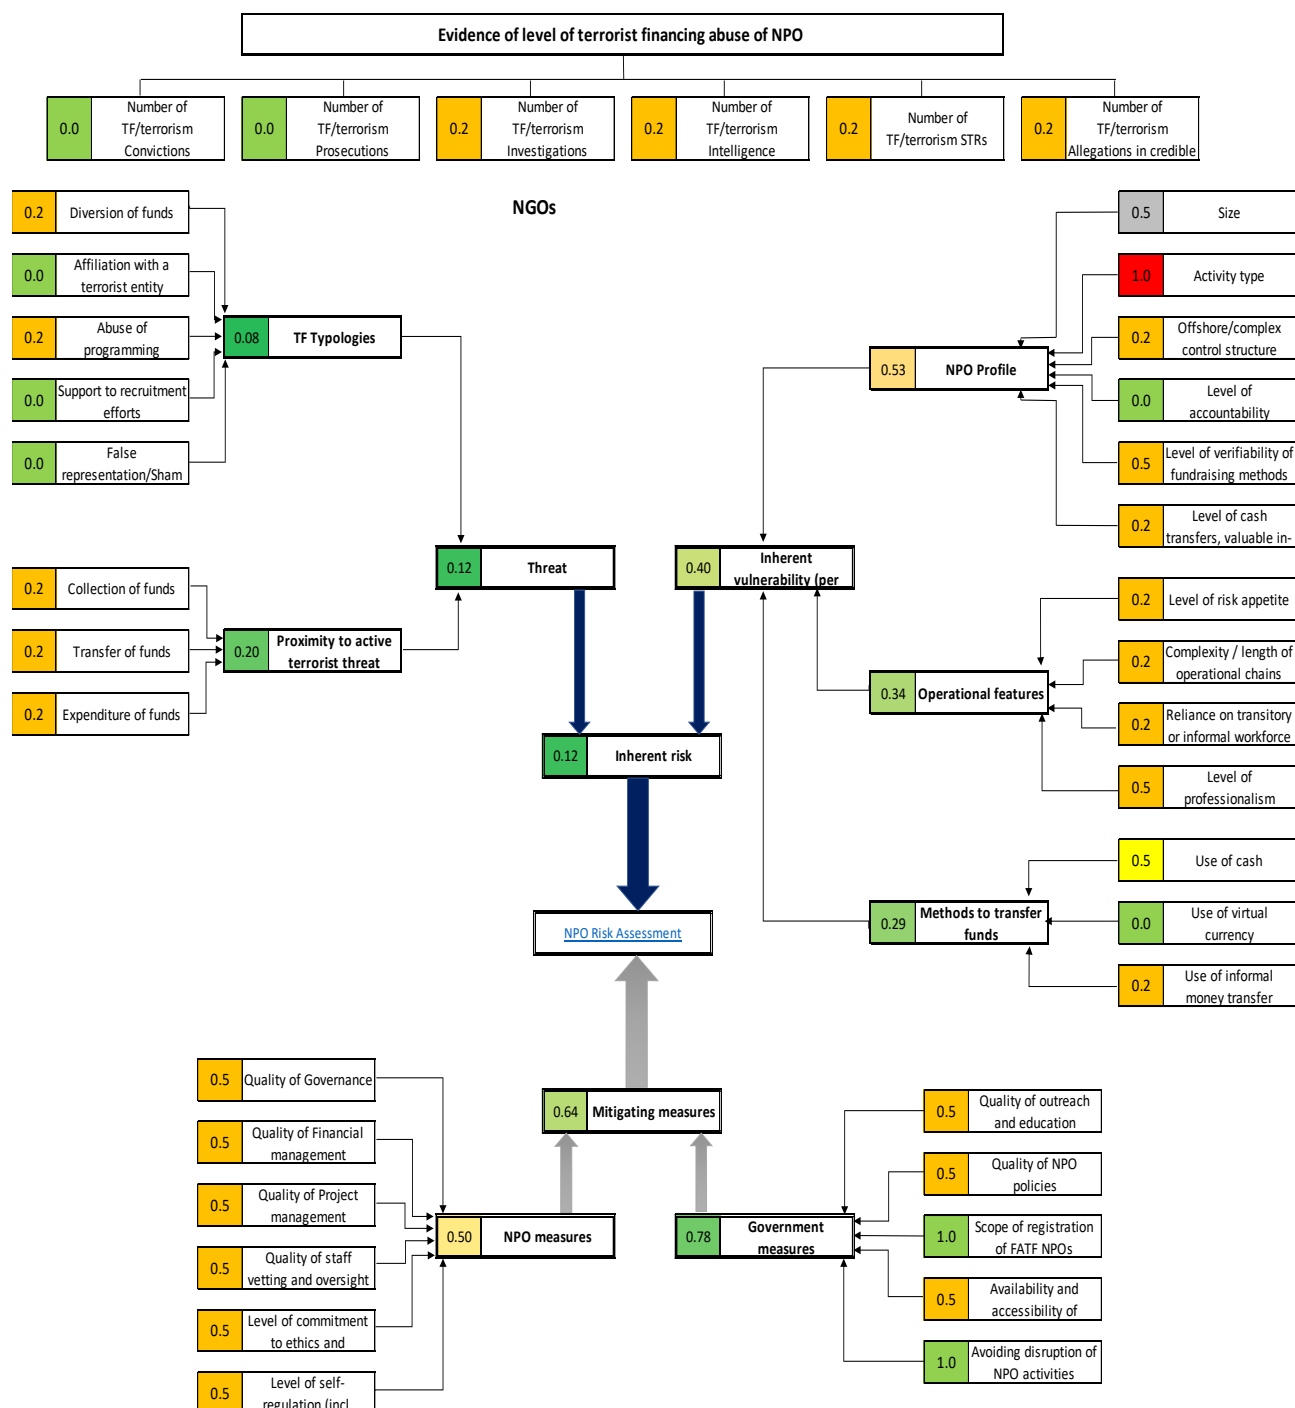 Evidence of level of terrorist financing abuse of NPO
0.0
Number of
TF/terrorism
Convictions
0.0
Number of
TF/terrorism
Prosecutions
0.2
Number of
TF/terrorism
Investigations
0.2
Number of
TF/terrorism
Intelligence
0.2
Number of
TF/terrorism STRs
0.2
Number of
TF/terrorism
Allegations in credible
NGOs
0.2
Diversion of funds
0.0
Affiliation with a
terrorist entity
0.2
Abuse of
programming
0.0
Support to recruitment
efforts
0.0
False
representation/Sham
0.08
TF Typologies
0.5
Size
1.0
Activity type
0.2
Offshore/complex
control structure
0.0
Level of
accountability
0.5
Level of verifiability of
fundraising methods
0.2
Level of cash
transfers, valuable in-
0.53
NPO Profile
0.12
Threat
0.40
Inherent
vulnerability (per
0.2
Collection of funds
0.2
Transfer of funds
0.2
Expenditure of funds
0.20
Proximity to active
terrorist threat
0.2
Level of risk appetite
0.2
Complexity / length of
operational chains
0.2
Reliance on transitory
or informal workforce
0.5
Level of
professionalism
0.34
Operational features
0.12
Inherent risk
0.5
Use of cash
0.0
Use of virtual
currency
0.2
Use of informal
money transfer
0.29
Methods to transfer
funds
NPO Risk Assessment
0.64
Mitigating measures
0.5
Quality of Governance
0.5
Quality of Financial
management
0.5
Quality of Project
management
0.5
Quality of staff
vetting and oversight
0.5
Level of commitment
to ethics and
0.5
Level of self-
regulation (incl
0.50
NPO measures
0.78
Government
measures
0.5
Quality of outreach
and education
0.5
Quality of NPO
policies
1.0
Scope of registration
of FATF NPOs
0.5
Availability and
accessibility of
1.0
Avoiding disruption of
NPO activities